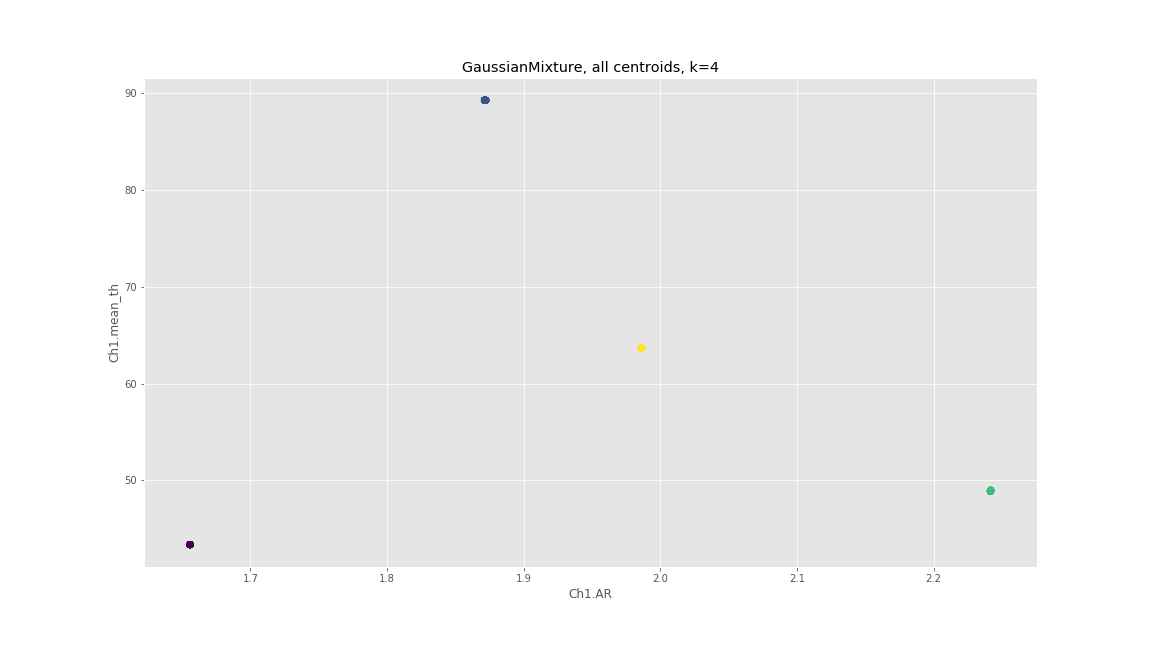 GaussianMixture, all centroids, k=4
90
80
70
60
50
Ch1.mean_th
1.7 1.8 1.9 2.0 2.1 2.2
Ch1.AR